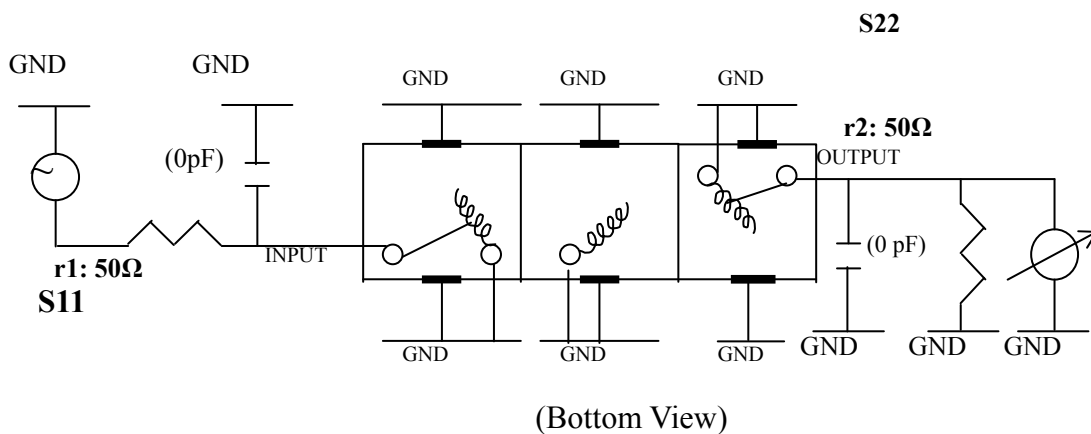 S22
GND
GND
GND
GND
GND
r2: 50Ω
(0pF)
OUTPUT
INPUT
(0 pF)
r1: 50Ω
S11
GND
GND
GND
GND
GND
GND
(Bottom View)